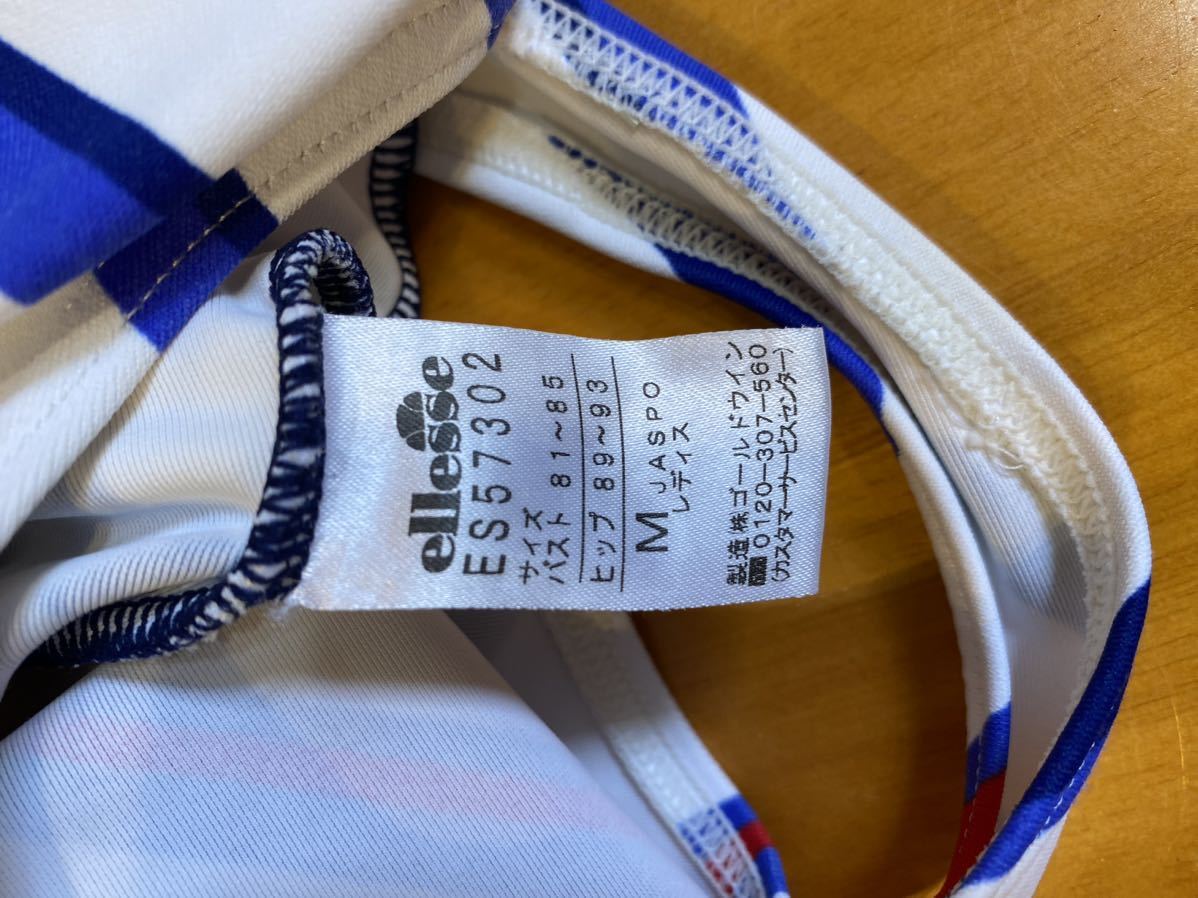 ellesse
ES57302
サイズ
バスト 81~85
ヒップ 89~93
M JASPO
レディス
製造 株ゴールドウイン
0120-307-560
(カスタマーサービスセンター)